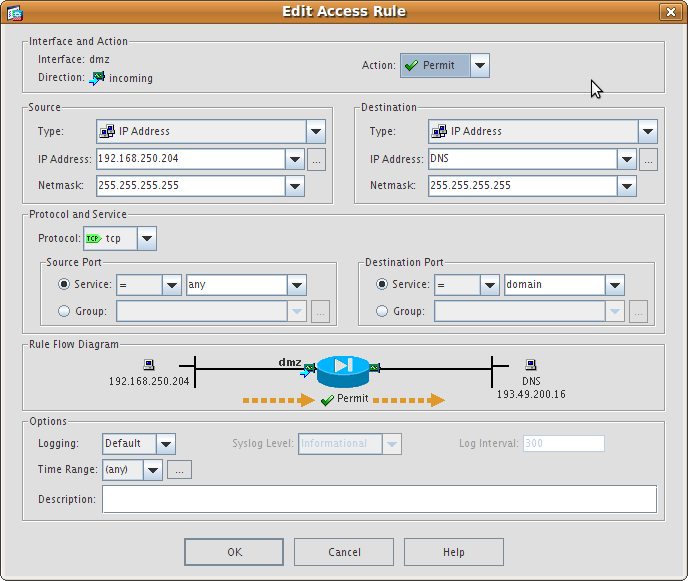 Edit Access Rule
Interface and Action
Interface: dmz
Direction: incoming
Action: Permit
Source
Type: IP Address
IP Address: 192.168.250.204 ...
Netmask: 255.255.255.255
Destination
Type: IP Address
IP Address: DNS ...
Netmask: 255.255.255.255
Protocol and Service
Protocol: TCP tcp
Source Port
Service: = any
Group: ...
Destination Port
Service: = domain
Group: ...
Rule Flow Diagram
dmz
192.168.250.204
DNS
193.49.200.16
Permit
Options
Logging: Default
Syslog Level: Informational
Log Interval: 300
Time Range: (any) ...
Description:
OK
Cancel
Help